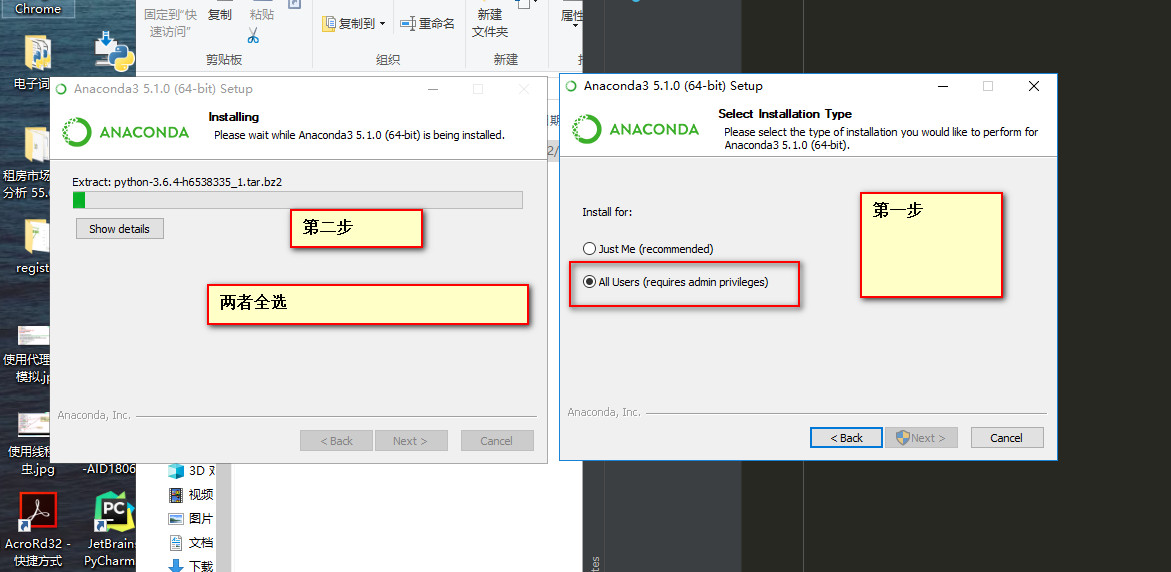 Chrome
固定到“快
速访问”
复制
粘贴
剪贴板
复制到
重命名
组织
新建
文件夹
新建
属性
电子词
租房市场
分析 55.
regist
使用代理
模拟.jp
使用线程
虫.jpg
-AID1806
AcroRd32 -
快捷方式
PC
JetBrains
PyCharm
Anaconda3 5.1.0 (64-bit) Setup
ANACONDA
Installing
Please wait while Anaconda3 5.1.0 (64-bit) is being installed.
Extract: python-3.6.4-h6538335_1.tar.bz2
Show details
第二步
两者全选
Anaconda, Inc.
< Back
Next >
Cancel
期
2/
Anaconda3 5.1.0 (64-bit) Setup
ANACONDA
Select Installation Type
Please select the type of installation you would like to perform for
Anaconda3 5.1.0 (64-bit).
Install for:
Just Me (recommended)
All Users (requires admin privileges)
第一步
Anaconda, Inc.
< Back
Next >
Cancel
3D 对
视频
图片
文档
下载
tes